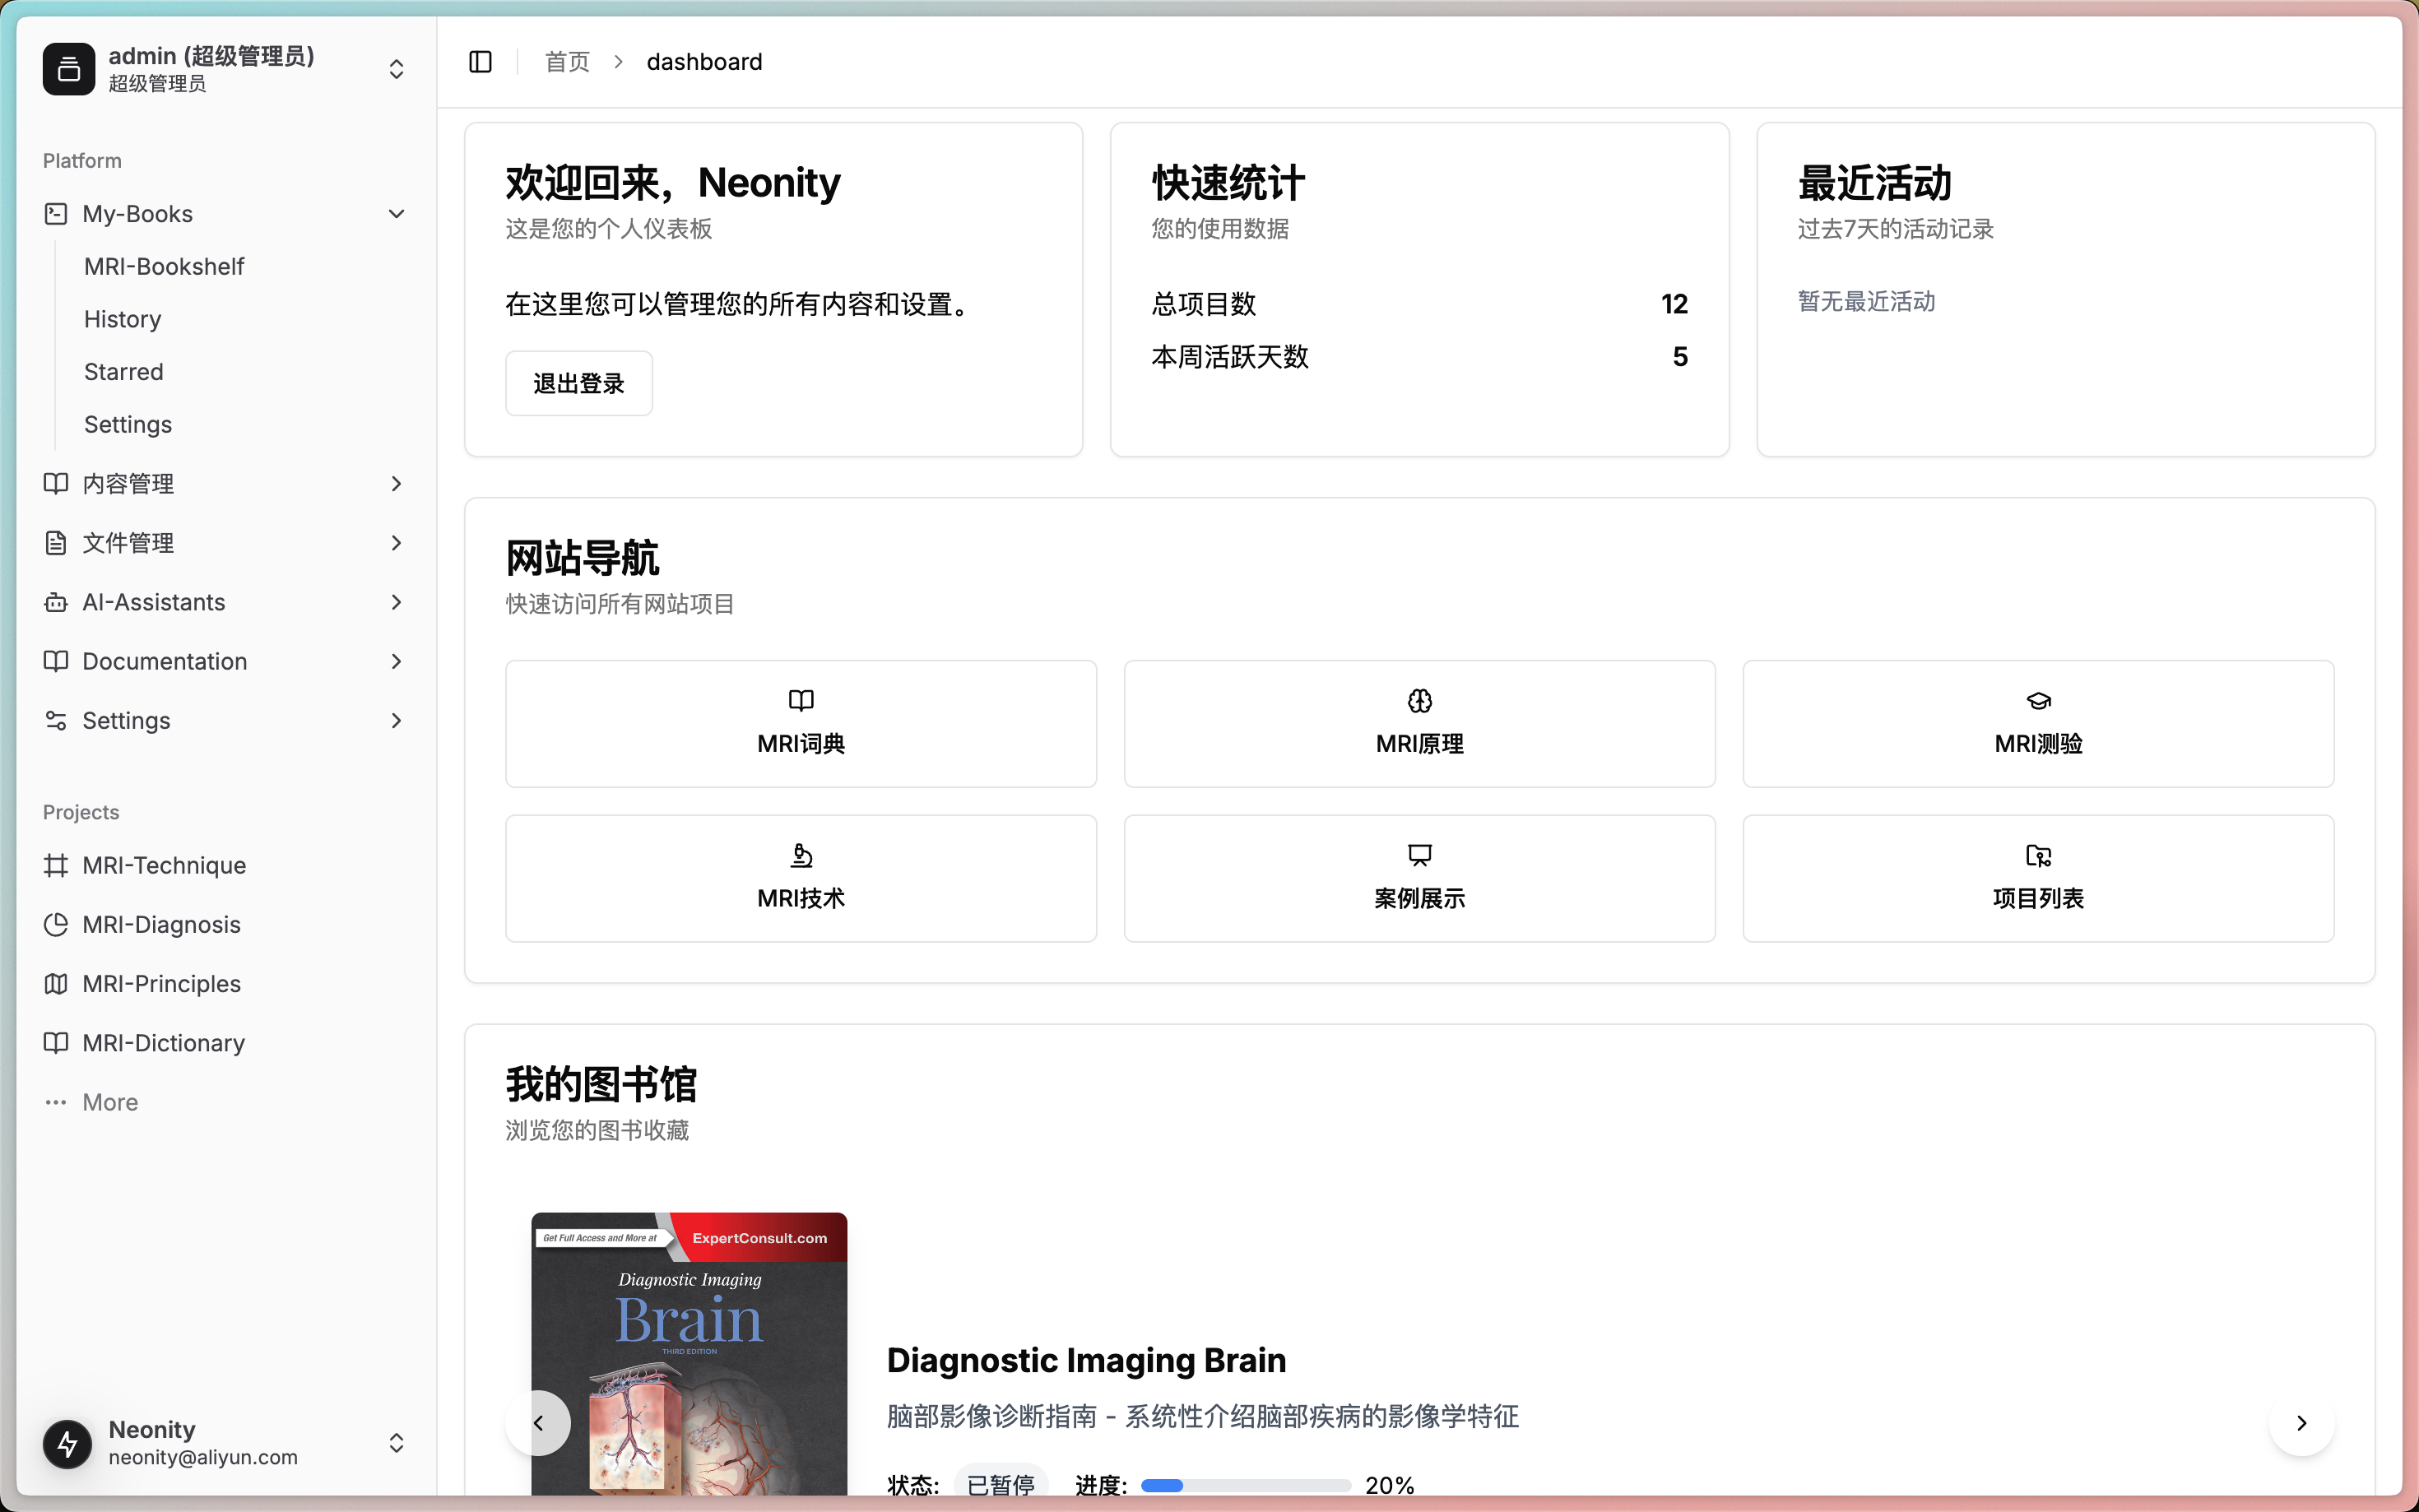 admin (超级管理员)
超级管理员
Platform
My-Books
MRI-Bookshelf
History
Starred
Settings
内容管理
文件管理
AI-Assistants
Documentation
Settings
Projects
MRI-Technique
MRI-Diagnosis
MRI-Principles
MRI-Dictionary
More
Neonity
neonity@aliyun.com
首页 > dashboard
欢迎回来，Neonity
这是您的个人仪表板
在这里您可以管理您的所有内容和设置。
退出登录
快速统计
您的使用数据
总项目数 12
本周活跃天数 5
最近活动
过去7天的活动记录
暂无最近活动
网站导航
快速访问所有网站项目
MRI词典
MRI原理
MRI测验
MRI技术
案例展示
项目列表
我的图书馆
浏览您的图书收藏
Get Full Access and More at
ExpertConsult.com
Diagnostic Imaging
Brain
THIRD EDITION
Diagnostic Imaging Brain
脑部影像诊断指南 - 系统性介绍脑部疾病的影像学特征
状态: 已暂停 进度: 20%